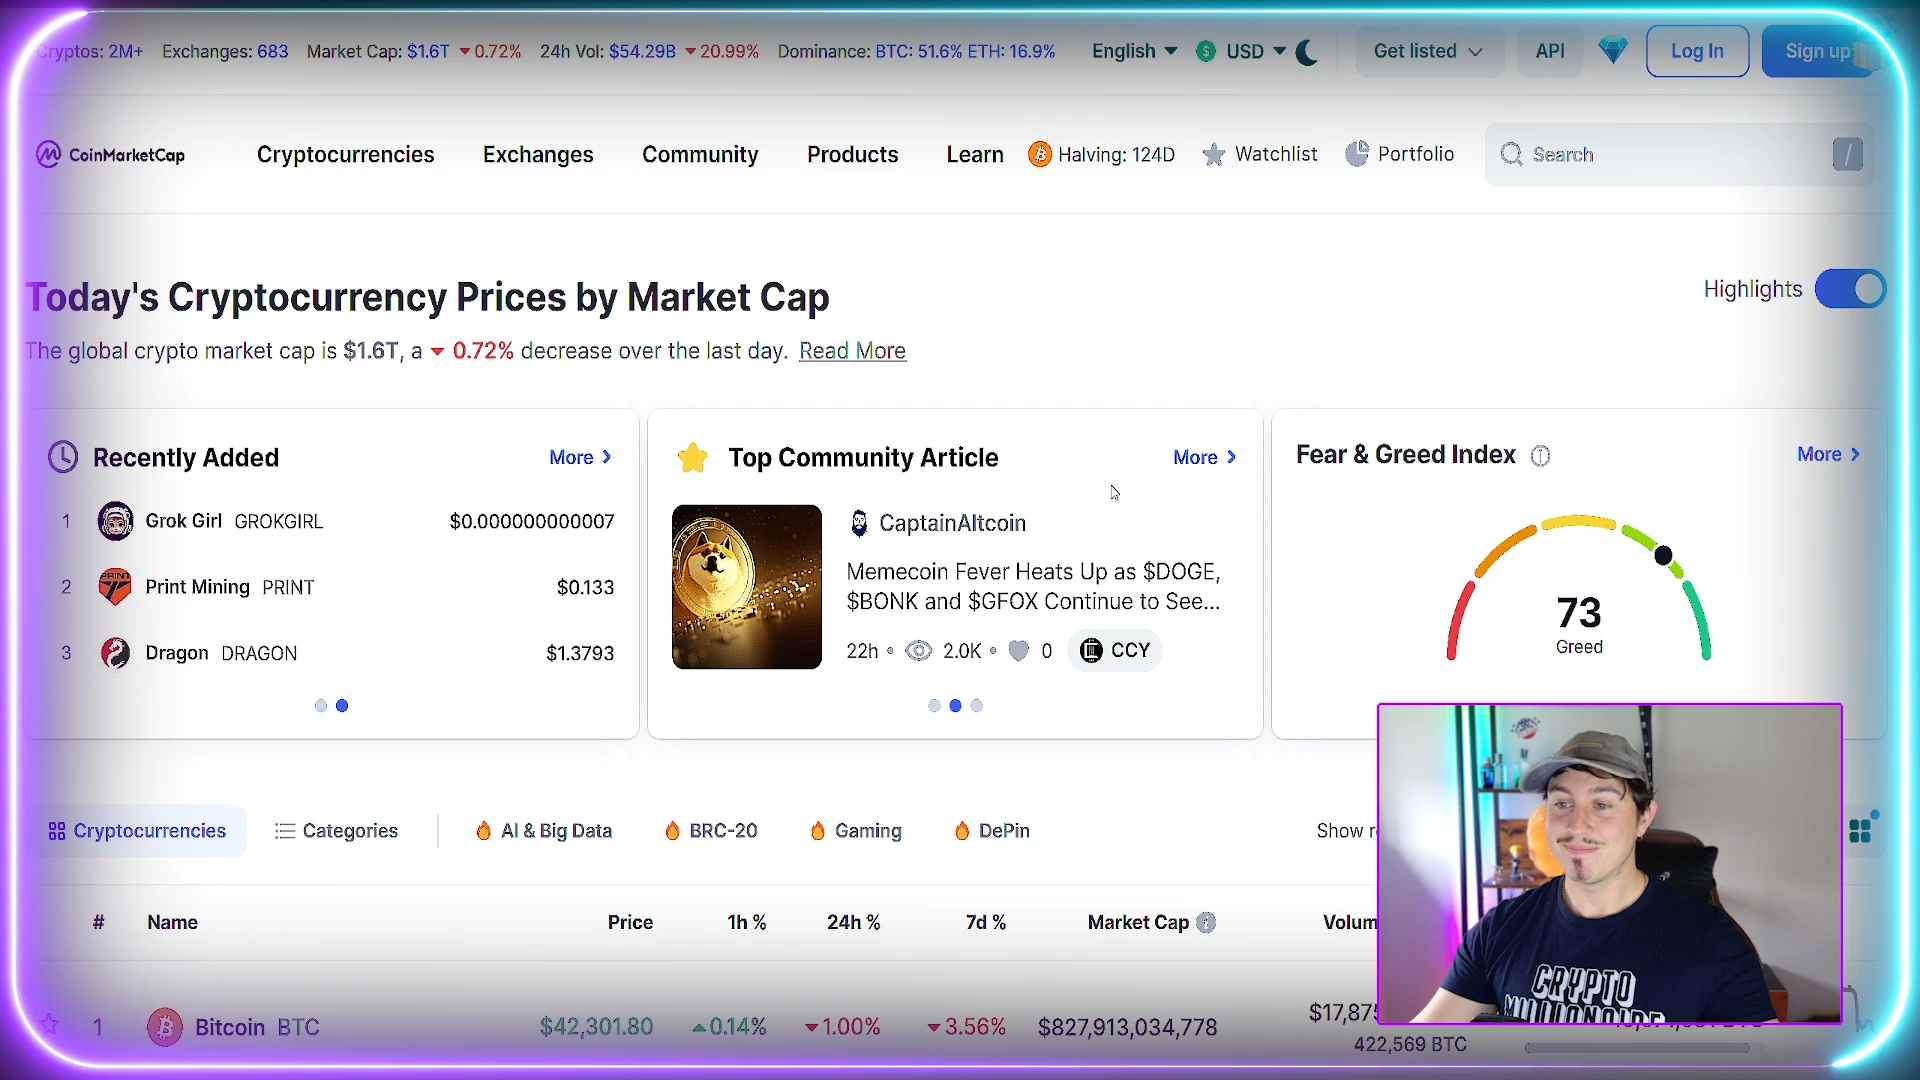 Cryptos: 2M+ Exchanges: 683 Market Cap: $1.6T 0.72% 24h Vol: $54.29B 20.99% Dominance: BTC: 51.6% ETH: 16.9% English USD Get listed API Log In Sign up
CoinMarketCap Cryptocurrencies Exchanges Community Products Learn Halving: 124D Watchlist Portfolio Search /
Today's Cryptocurrency Prices by Market Cap
Highlights
The global crypto market cap is $1.6T, a 0.72% decrease over the last day. Read More
Recently Added More
1 Grok Girl GROKGIRL $0.000000000007
2 Print Mining PRINT $0.133
3 Dragon DRAGON $1.3793
Top Community Article More
CaptainAltcoin
Memecoin Fever Heats Up as $DOGE,
$BONK and $GFOX Continue to See...
22h • 2.0K • 0 CCY
Fear & Greed Index More
73
Greed
Cryptocurrencies Categories AI & Big Data BRC-20 Gaming DePin Show
# Name Price 1h % 24h % 7d % Market Cap Volum
1 Bitcoin BTC $42,301.80 0.14% 1.00% 3.56% $827,913,034,778 $17,87
422,569 BTC
CRYPTO
MILLIONAIRE